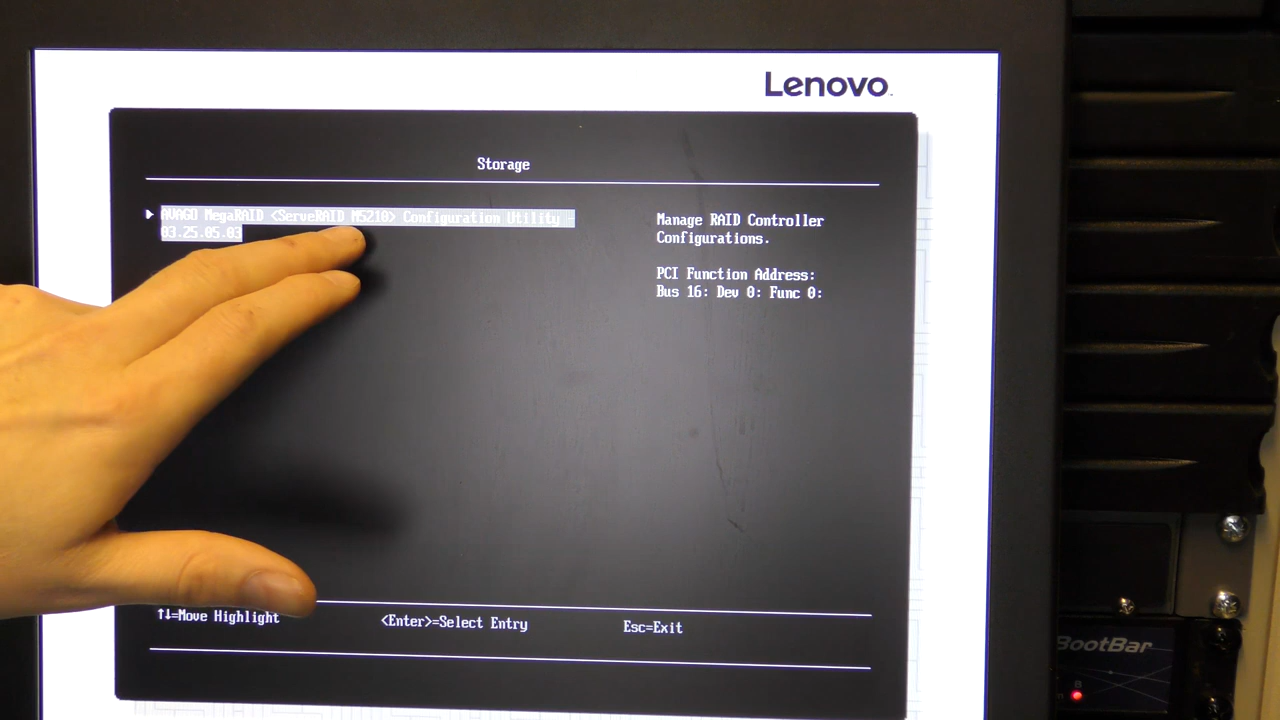 Lenovo.
Storage
AVAGO MegaRAID <ServeRAID M5210> Configuration Utility -
03.25.05.03
Manage RAID Controller
Configurations.
PCI Function Address:
Bus 16: Dev 0: Func 0:
↑↓=Move Highlight
<Enter>=Select Entry
Esc=Exit
BootBar
B